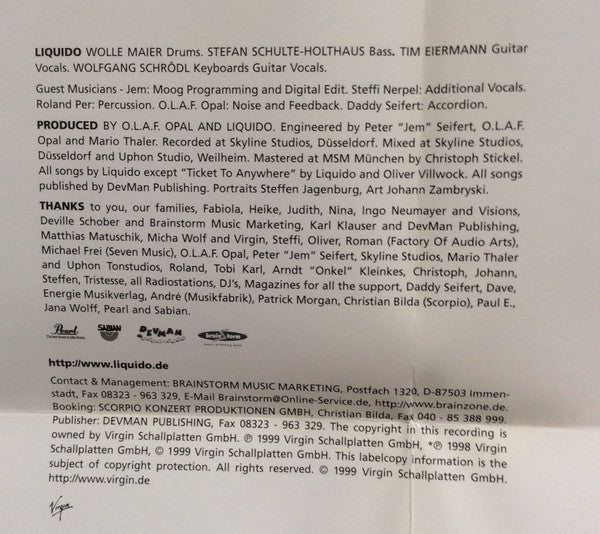 LIQUIDO WOLLE MAIER Drums. STEFAN SCHULTE-HOLTHAUS Bass. TIM EIERMANN Guitar
Vocals. WOLFGANG SCHRÖDL Keyboards Guitar Vocals.
Guest Musicians - Jem: Moog Programming and Digital Edit. Steffi Nerpel: Additional Vocals.
Roland Per: Percussion. O.L.A.F. Opal: Noise and Feedback. Daddy Seifert: Accordion.
PRODUCED BY O.L.A.F. OPAL AND LIQUIDO. Engineered by Peter "Jem" Seifert, O.L.A.F.
Opal and Mario Thaler. Recorded at Skyline Studios, Düsseldorf. Mixed at Skyline Studios,
Düsseldorf and Uphon Studio, Weilheim. Mastered at MSM München by Christoph Stickel.
All songs by Liquido except "Ticket To Anywhere" by Liquido and Oliver Villwock. All songs
published by DevMan Publishing. Portraits Steffen Jagenburg, Art Johann Zambryski.
THANKS to you, our families, Fabiola, Heike, Judith, Nina, Ingo Neumayer and Visions,
Deville Schober and Brainstorm Music Marketing, Karl Klauser and DevMan Publishing,
Matthias Matuschik, Micha Wolf and Virgin, Steffi, Oliver, Roman (Factory Of Audio Arts),
Michael Frei (Seven Music), O.L.A.F. Opal, Peter "Jem" Seifert, Skyline Studios, Mario Thaler
and Uphon Tonstudios, Roland, Tobi Karl, Arndt "Onkel" Kleinkes, Christoph, Johann,
Steffen, Tristesse, all Radiostations, DJ's, Magazines for all the support, Daddy Seifert, Dave,
Energie Musikverlag, André (Musikfabrik), Patrick Morgan, Christian Bilda (Scorpio), Paul E.,
Jana Wolff, Pearl and Sabian.
Pearl SABIAN DEVMAN brainstorm
http://www.liquido.de
Contact & Management: BRAINSTORM MUSIC MARKETING, Postfach 1320, D-87503 Immen-
stadt, Fax 08323 - 963 329, E-Mail Brainstorm@Online-Service.de, http://www.brainzone.de.
Booking: SCORPIO KONZERT PRODUKTIONEN GMBH, Christian Bilda, Fax 040 - 85 388 999.
Publisher: DEVMAN PUBLISHING, Fax 08323 - 963 329. The copyright in this recording is
owned by Virgin Schallplatten GmbH. ℗ 1999 Virgin Schallplatten GmbH, *℗ 1998 Virgin
Schallplatten GmbH, © 1999 Virgin Schallplatten GmbH. This labelcopy information is the
subject of copyright protection. All rights reserved. © 1999 Virgin Schallplatten GmbH.
http://www.virgin.de
Virgin